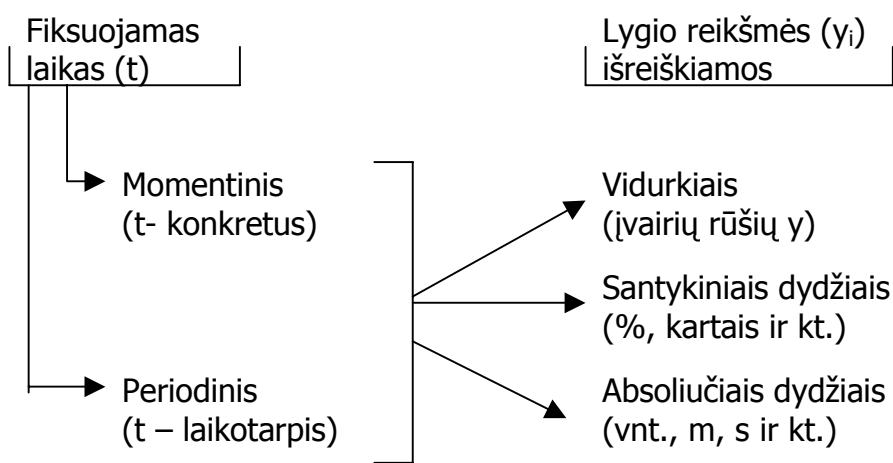 Fiksuojamas
laikas (t)
Lygio reikšmės (yi)
išreiškiamos
Momentinis
(t- konkretus)
Periodinis
(t – laikotarpis)
Vidurkiais
(įvairių rūšių y)
Santykiniais dydžiais
(%, kartais ir kt.)
Absoliučiais dydžiais
(vnt., m, s ir kt.)